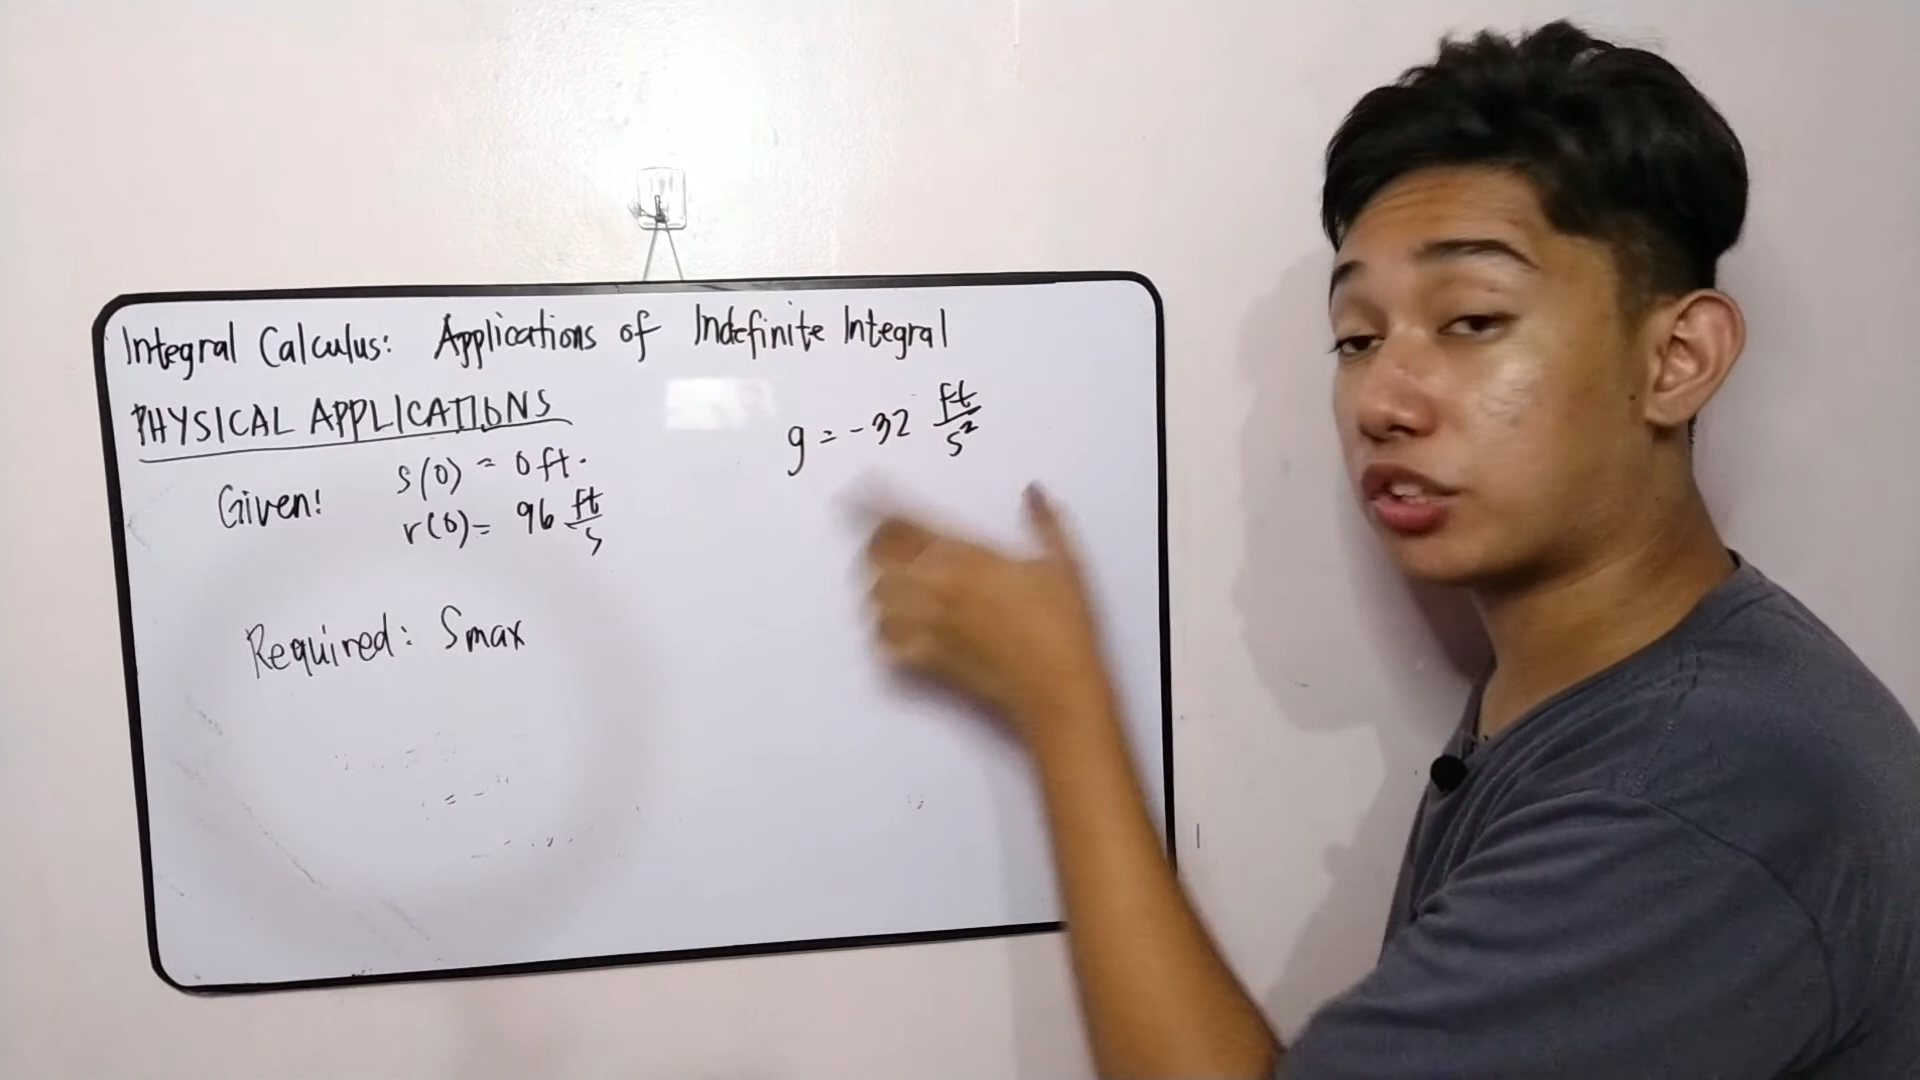 Integral Calculus: Applications of Indefinite Integral
PHYSICAL APPLICATIONS
g = -32 ft/s²
Given: s(0) = 0 ft.
v(0) = 96 ft/s
Required: Smax